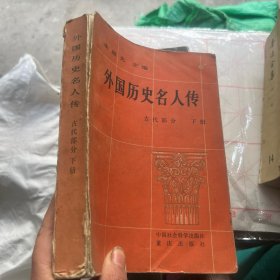 外国历史名人传
古代部分 下册
中国社会科学出版社
重庆出版社
外国历史名人传
古代部分 下册
14